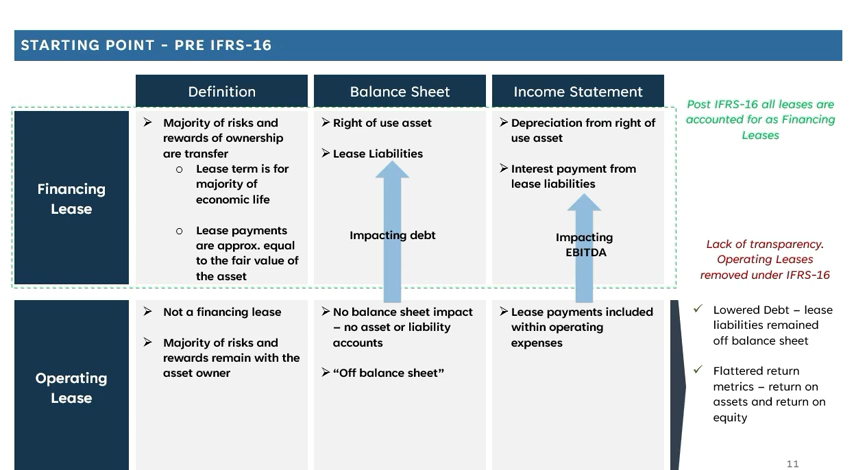 STARTING POINT - PRE IFRS-16
Definition
Balance Sheet
Income Statement
Post IFRS-16 all leases are
accounted for as Financing
Leases
Financing
Lease
Majority of risks and
rewards of ownership
are transfer
Lease term is for
majority of
economic life
Lease payments
are approx. equal
to the fair value of
the asset
Right of use asset
Lease Liabilities
Impacting debt
Depreciation from right of
use asset
Interest payment from
lease liabilities
Impacting
EBITDA
Lack of transparency.
Operating Leases
removed under IFRS-16
Operating
Lease
Not a financing lease
Majority of risks and
rewards remain with the
asset owner
No balance sheet impact
– no asset or liability
accounts
“Off balance sheet”
Lease payments included
within operating
expenses
Lowered Debt – lease
liabilities remained
off balance sheet
Flattered return
metrics – return on
assets and return on
equity
11